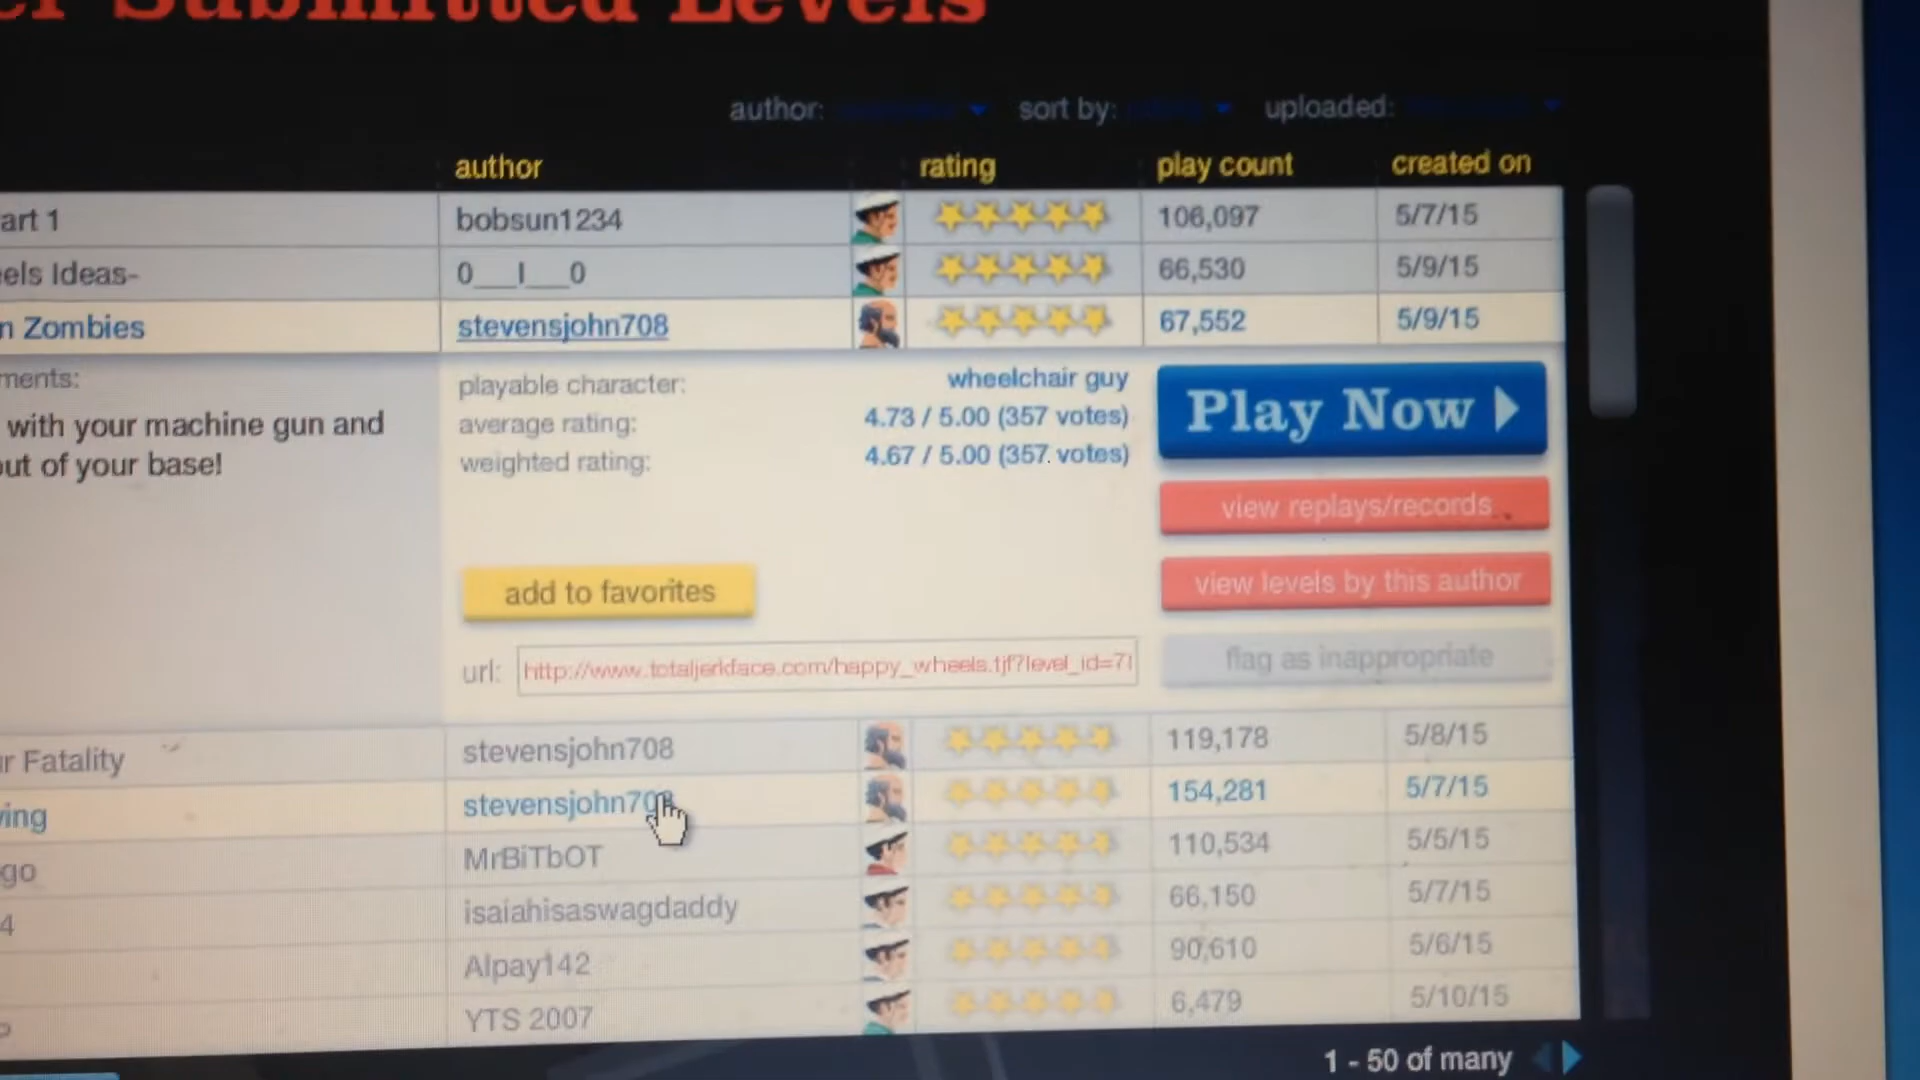 er Submitted Levels
author: sort by: uploaded:
author rating play count created on
art 1 bobsun1234 106,097 5/7/15
eels Ideas- 0___I___0 66,530 5/9/15
n Zombies stevensjohn708 67,552 5/9/15
ments: playable character: wheelchair guy Play Now
with your machine gun and average rating: 4.73 / 5.00 (357 votes)
out of your base! weighted rating: 4.67 / 5.00 (357 votes)
view replays/records
add to favorites view levels by this author
url: http://www.totaljerkface.com/happy_wheels.tjf?level_id=7 flag as inappropriate
ur Fatality stevensjohn708 119,178 5/8/15
ving stevensjohn708 154,281 5/7/15
go MrBiTbOT 110,534 5/5/15
4 isaiahisaswagdaddy 66,150 5/7/15
Alpay142 90,610 5/6/15
YTS 2007 6,479 5/10/15
1 - 50 of many